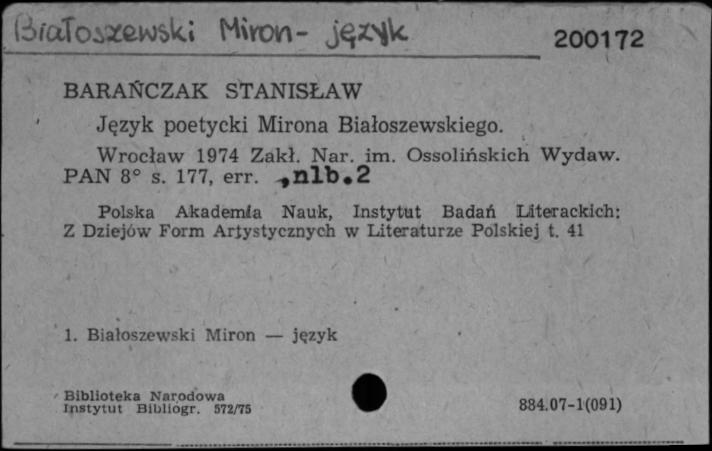 Białoszewski Miron - język
200172
BARAŃCZAK STANISŁAW
Język poetycki Mirona Białoszewskiego.
Wrocław 1974 Zakł. Nar. im. Ossolińskich Wydaw.
PAN 8° s. 177, err. , nlb. 2
Polska Akademia Nauk, Instytut Badań Literackich:
Z Dziejów Form Artystycznych w Literaturze Polskiej t. 41
1. Białoszewski Miron — język
Biblioteka Narodowa
Instytut Bibliogr. 572/75
884.07-1(091)